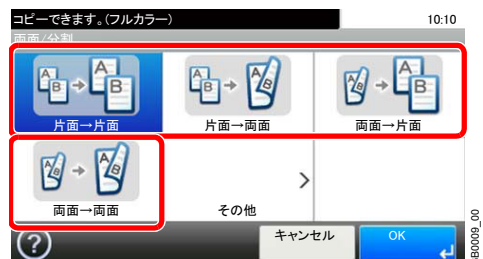 コピーできます。(フルカラー) 10:10
両面/分割
A B → A B
A B → A B
A B → A B
片面→片面 片面→両面 両面→片面
A B → A B
両面→両面 その他 >
? キャンセル OK
B0009_00